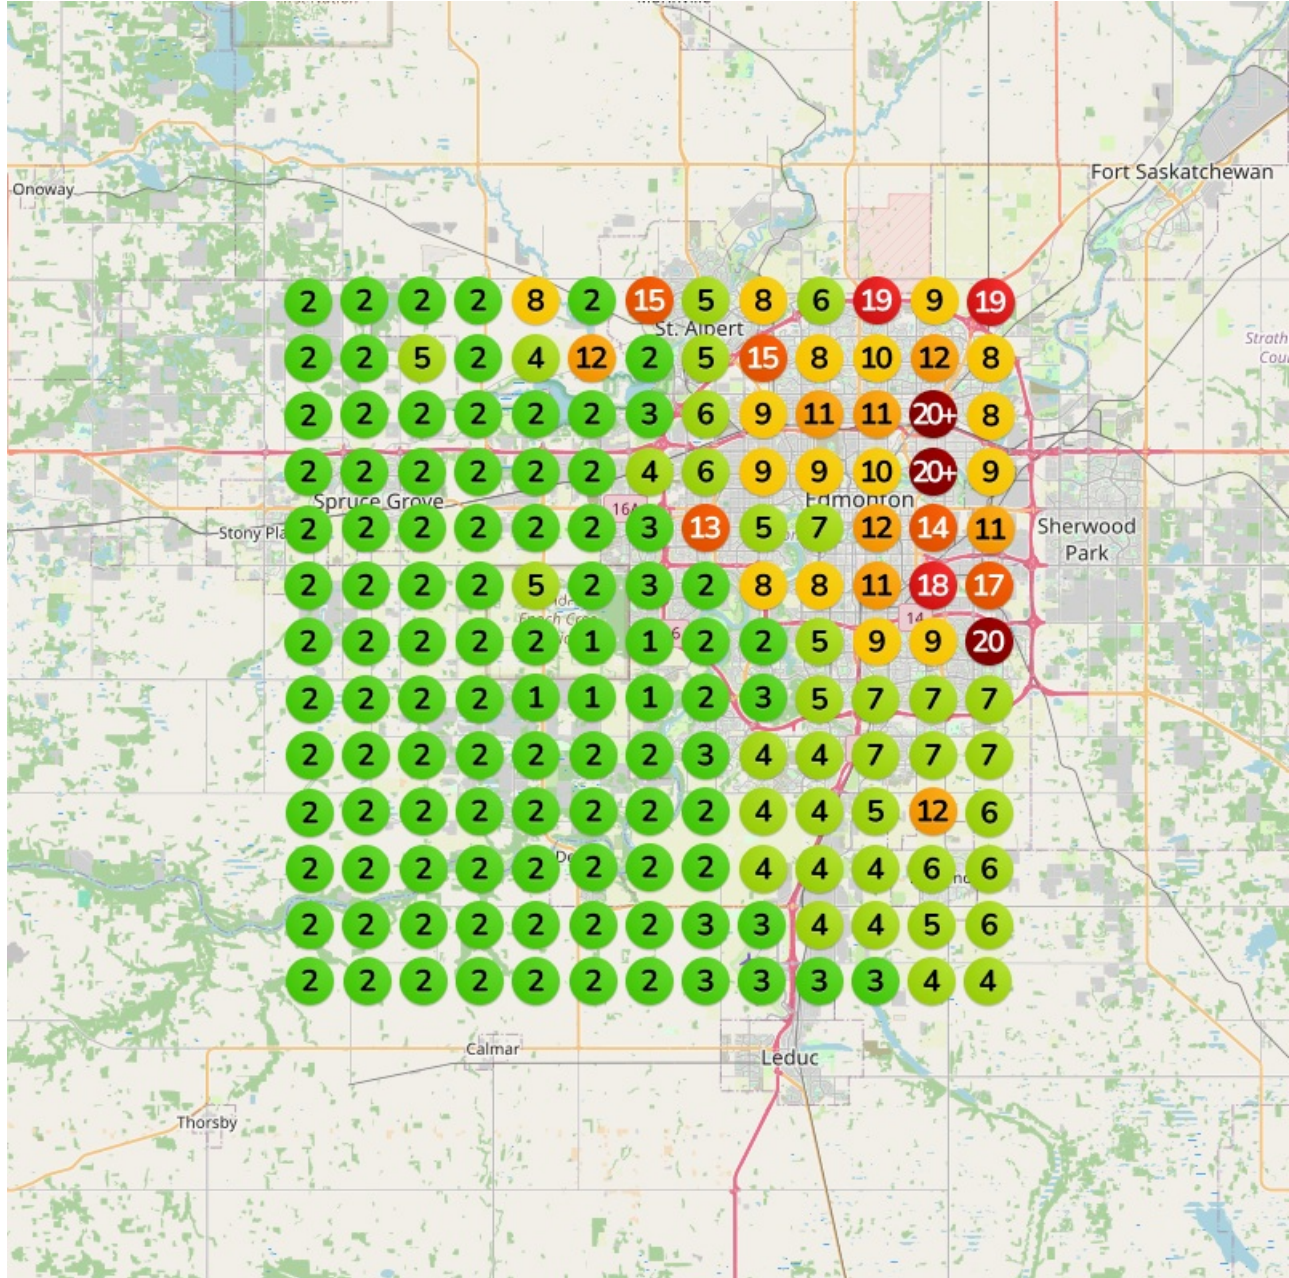 Onoway
Fort Saskatchewan
2 2 2 2 8 2 15 5 8 6 19 9 19
St. Albert
2 2 5 2 4 12 2 5 15 8 10 12 8
2 2 2 2 2 2 3 6 9 11 11 20+ 8
2 2 2 2 2 2 4 6 9 9 10 20+ 9
Spruce Grove
16A
Edmonton
2 2 2 2 2 2 3 13 5 7 12 14 11
Stony Pla
Sherwood
Park
2 2 2 2 5 2 3 2 8 8 11 18 17
14
2 2 2 2 2 1 1 2 2 5 9 9 20
2 2 2 2 1 1 1 2 3 5 7 7 7
2 2 2 2 2 2 2 3 4 4 7 7 7
2 2 2 2 2 2 2 2 4 4 5 12 6
2 2 2 2 2 2 2 2 4 4 4 6 6
2 2 2 2 2 2 2 3 3 4 4 5 6
2 2 2 2 2 2 2 3 3 3 3 4 4
Calmar
Leduc
Thorsby